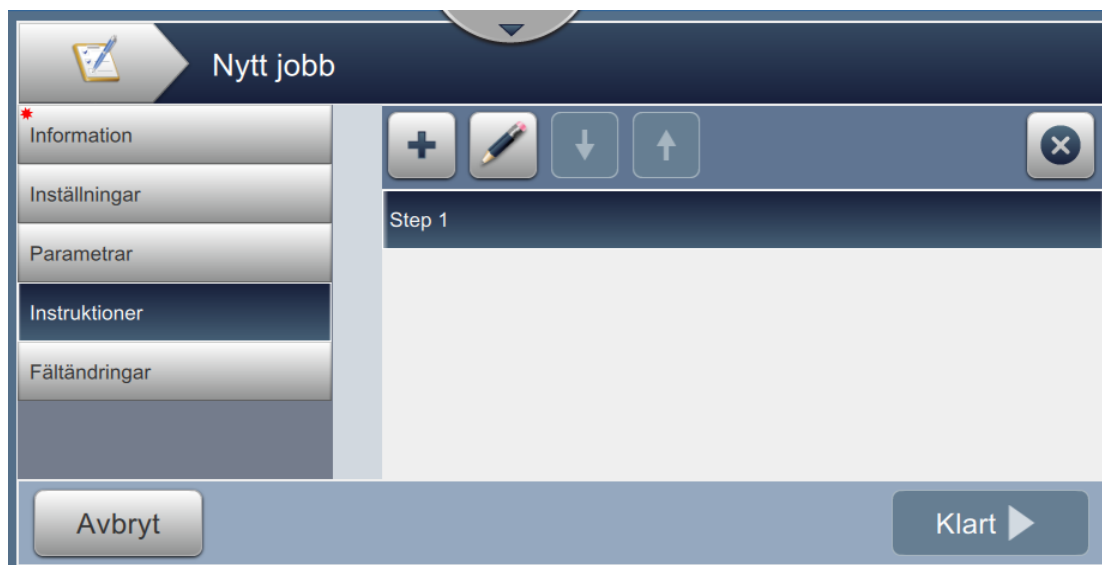 Nytt jobb
Information
Inställningar
Parametrar
Instruktioner
Fältändringar
Step 1
Avbryt
Klart